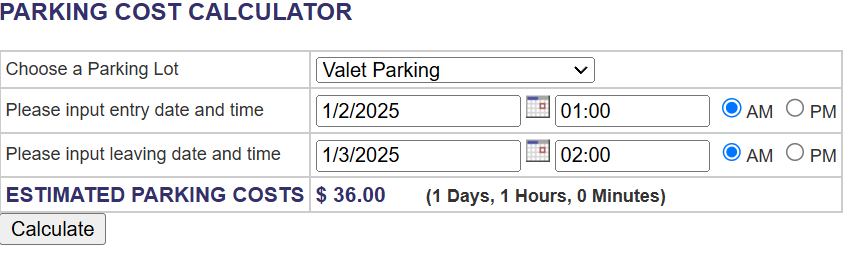 PARKING COST CALCULATOR
Choose a Parking Lot Valet Parking
Please input entry date and time 1/2/2025 01:00 AM PM
Please input leaving date and time 1/3/2025 02:00 AM PM
ESTIMATED PARKING COSTS $ 36.00 (1 Days, 1 Hours, 0 Minutes)
Calculate